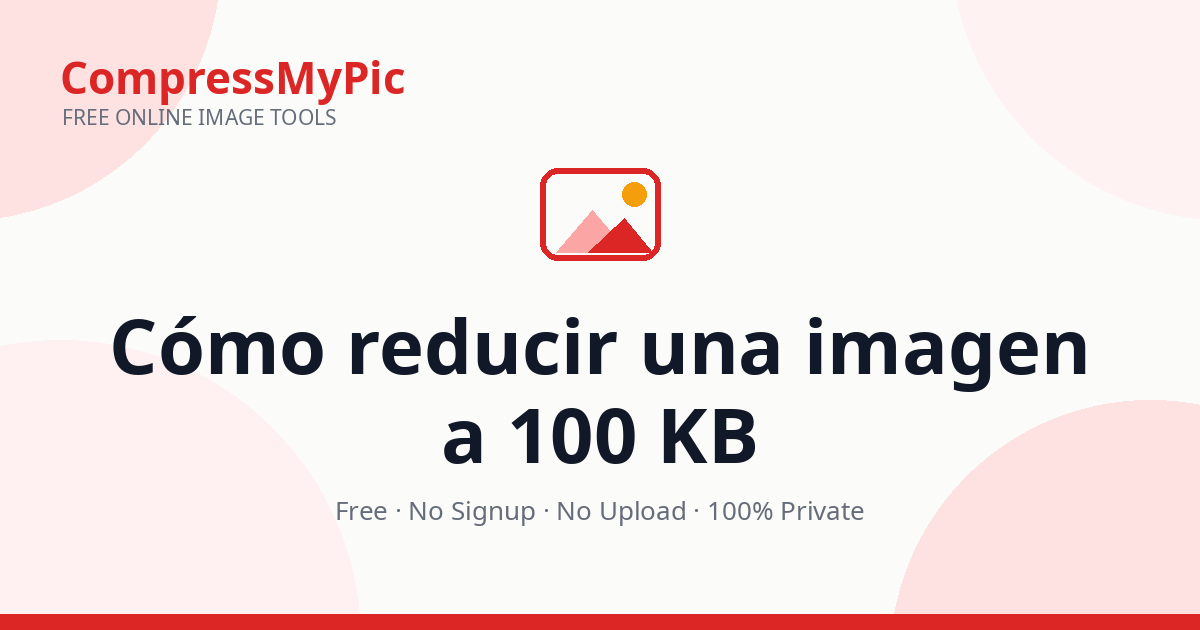 CompressMyPic
FREE ONLINE IMAGE TOOLS
Cómo reducir una imagen
a 100 KB
Free · No Signup · No Upload · 100% Private